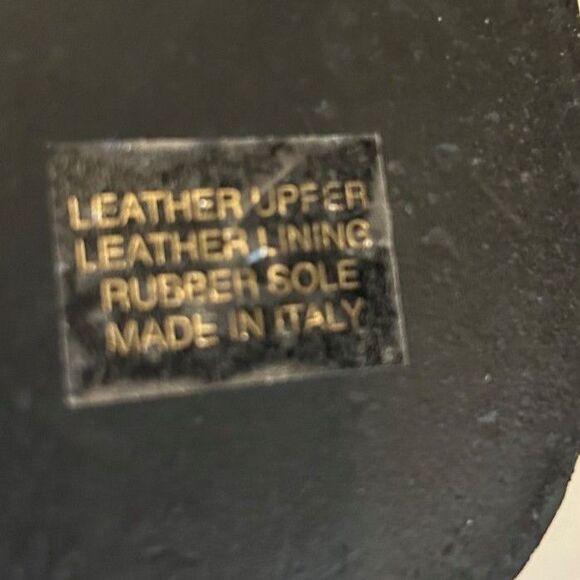 LEATHER UPPER
LEATHER LINING
RUBBER SOLE
MADE IN ITALY